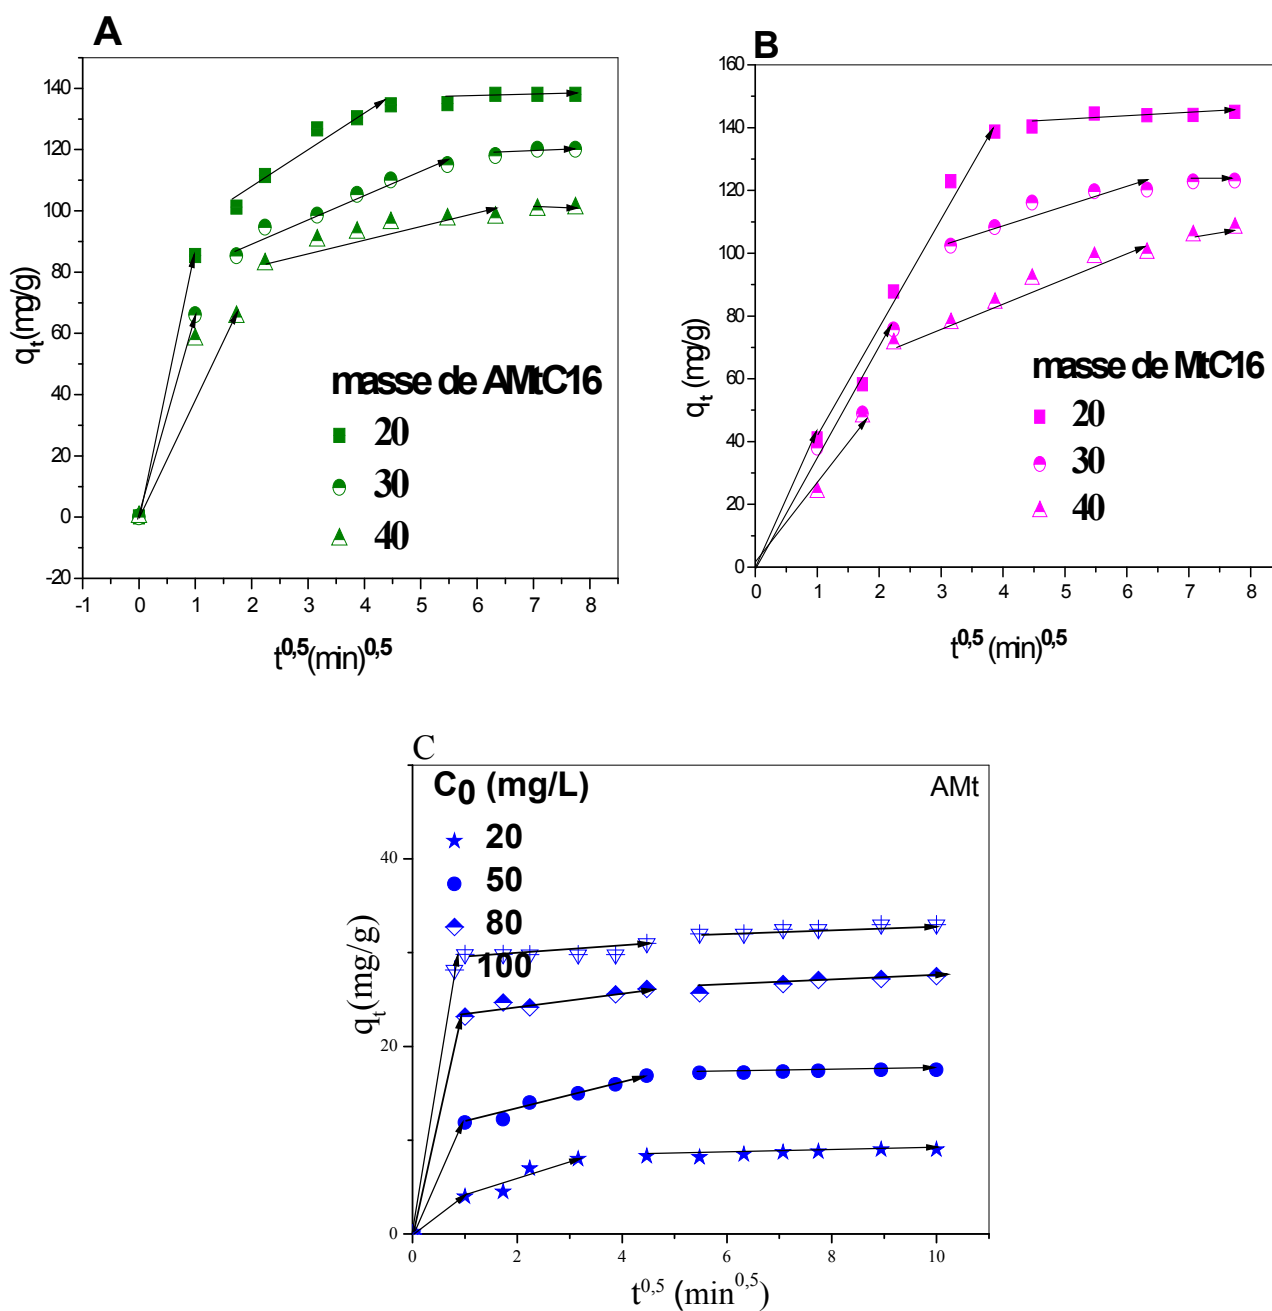 A
140
120
100
80
60
40
20
0
-20
-1 0 1 2 3 4 5 6 7 8
qt(mg/g)
masse de AMtC16
20
30
40
t0,5(min)0,5
B
160
140
120
100
80
60
40
20
0
0 1 2 3 4 5 6 7 8
qt (mg/g)
masse de MtC16
20
30
40
t0,5 (min)0,5
C
C0 (mg/L)
AMt
20
50
80
100
40
20
0
0 2 4 6 8 10
qt(mg/g)
t0,5 (min0,5)